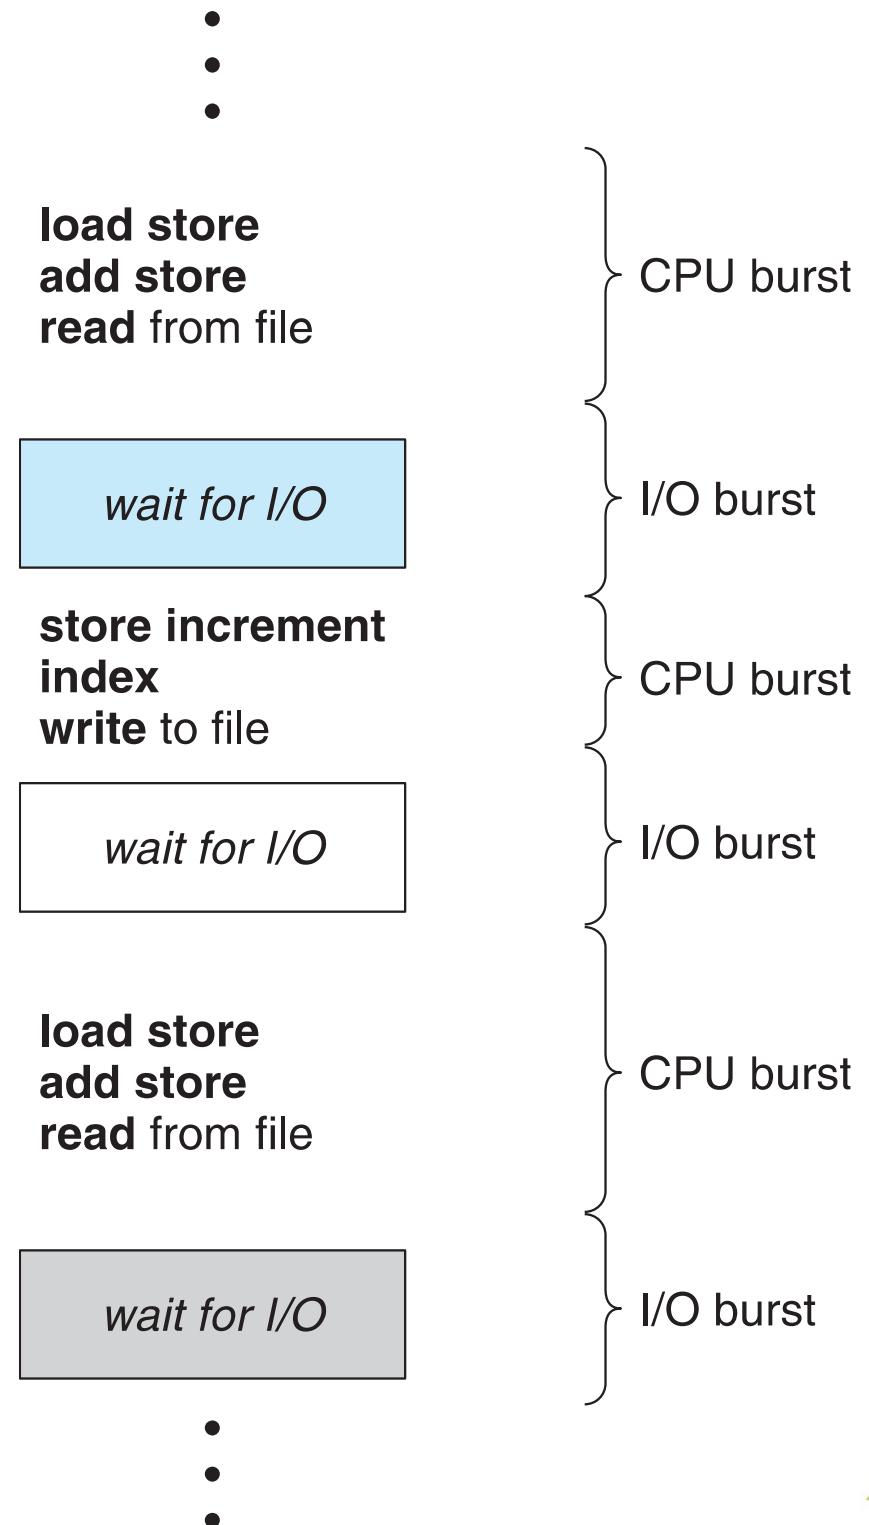 load store
add store
read from file
CPU burst
wait for I/O
I/O burst
store increment
index
write to file
CPU burst
wait for I/O
I/O burst
load store
add store
read from file
CPU burst
wait for I/O
I/O burst